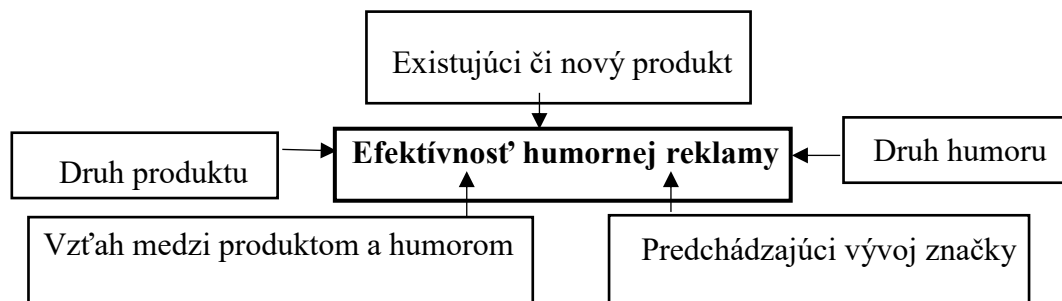 Existujúci či nový produkt
Druh produktu
Efektívnosť humornej reklamy
Druh humoru
Vzťah medzi produktom a humorom
Predchádzajúci vývoj značky